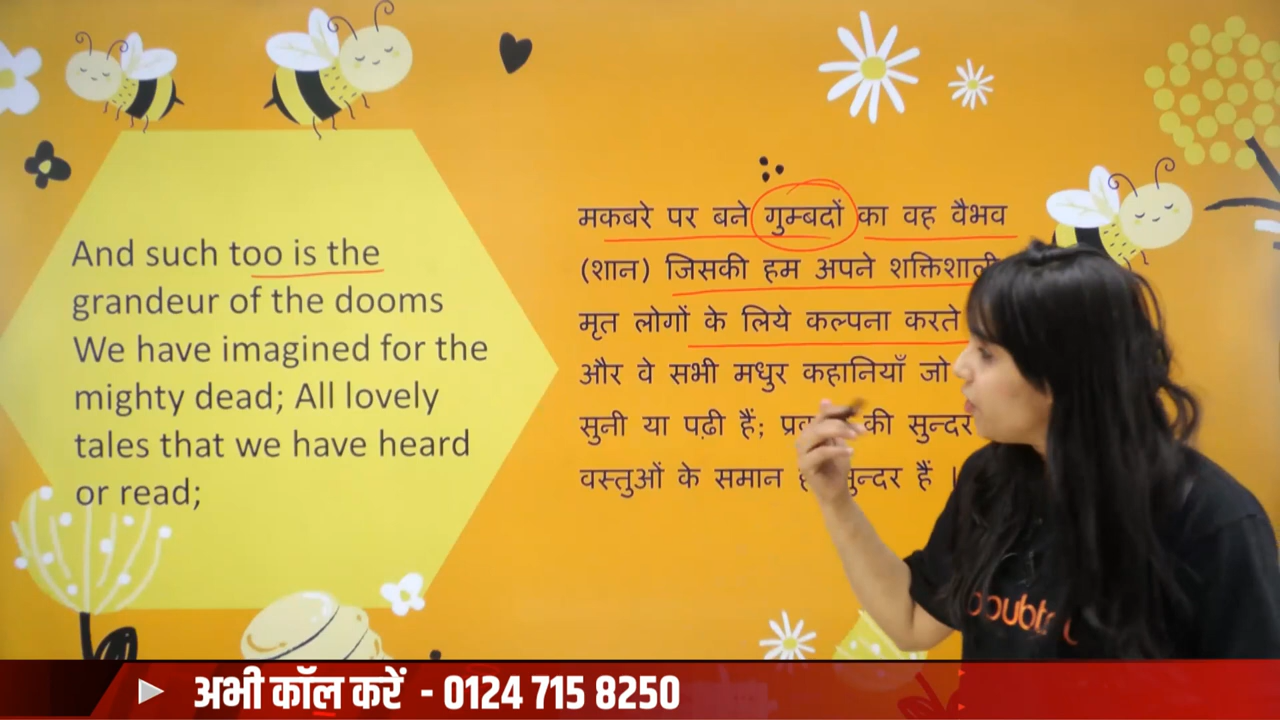 And such too is the
grandeur of the dooms
We have imagined for the
mighty dead; All lovely
tales that we have heard
or read;
मकबरे पर बने गुम्बदों का वह वैभव
(शान) जिसकी हम अपने शक्तिशाली
मृत लोगों के लिये कल्पना करते
और वे सभी मधुर कहानियाँ जो
सुनी या पढ़ी हैं; की सुन्दर
वस्तुओं के समान सुन्दर हैं ।
अभी कॉल करें - 0124 715 8250